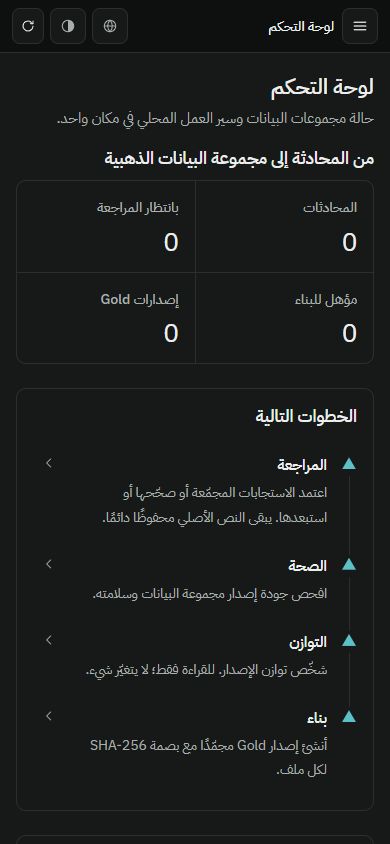 لوحة التحكم
لوحة التحكم
حالة مجموعات البيانات وسير العمل المحلي في مكان واحد.
من المحادثة إلى مجموعة البيانات الذهبية
المحادثات
0
بانتظار المراجعة
0
مؤهل للبناء
0
إصدارات Gold
0
الخطوات التالية
المراجعة
اعتمد الاستجابات المجمّعة أو صحّحها أو
استبعدها. يبقى النص الأصلي محفوظًا دائمًا.
الصحة
افحص جودة إصدار مجموعة البيانات وسلامته.
التوازن
شخّص توازن الإصدار. للقراءة فقط؛ لا يتغيّر شيء.
بناء
أنشئ إصدار Gold مجمّدًا مع بصمة SHA-256
لكل ملف.